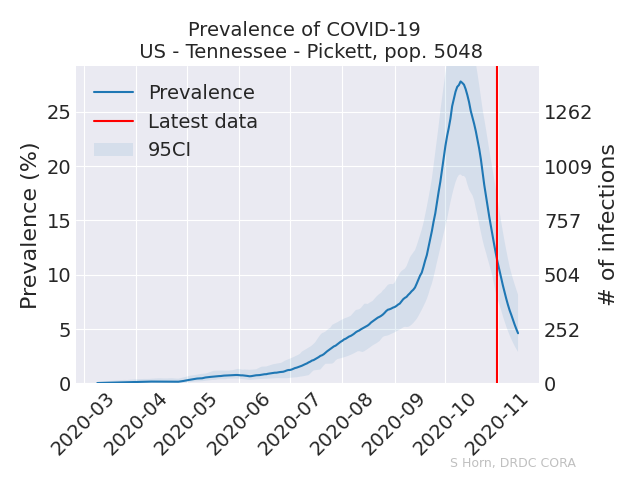 Prevalence of COVID-19
US - Tennessee - Pickett, pop. 5048
Prevalence
Latest data
95CI
Prevalence (%)
25
20
15
10
5
0
1262
1009
757
504
252
0
# of infections
2020-03
2020-04
2020-05
2020-06
2020-07
2020-08
2020-09
2020-10
2020-11
S Horn, DRDC CORA